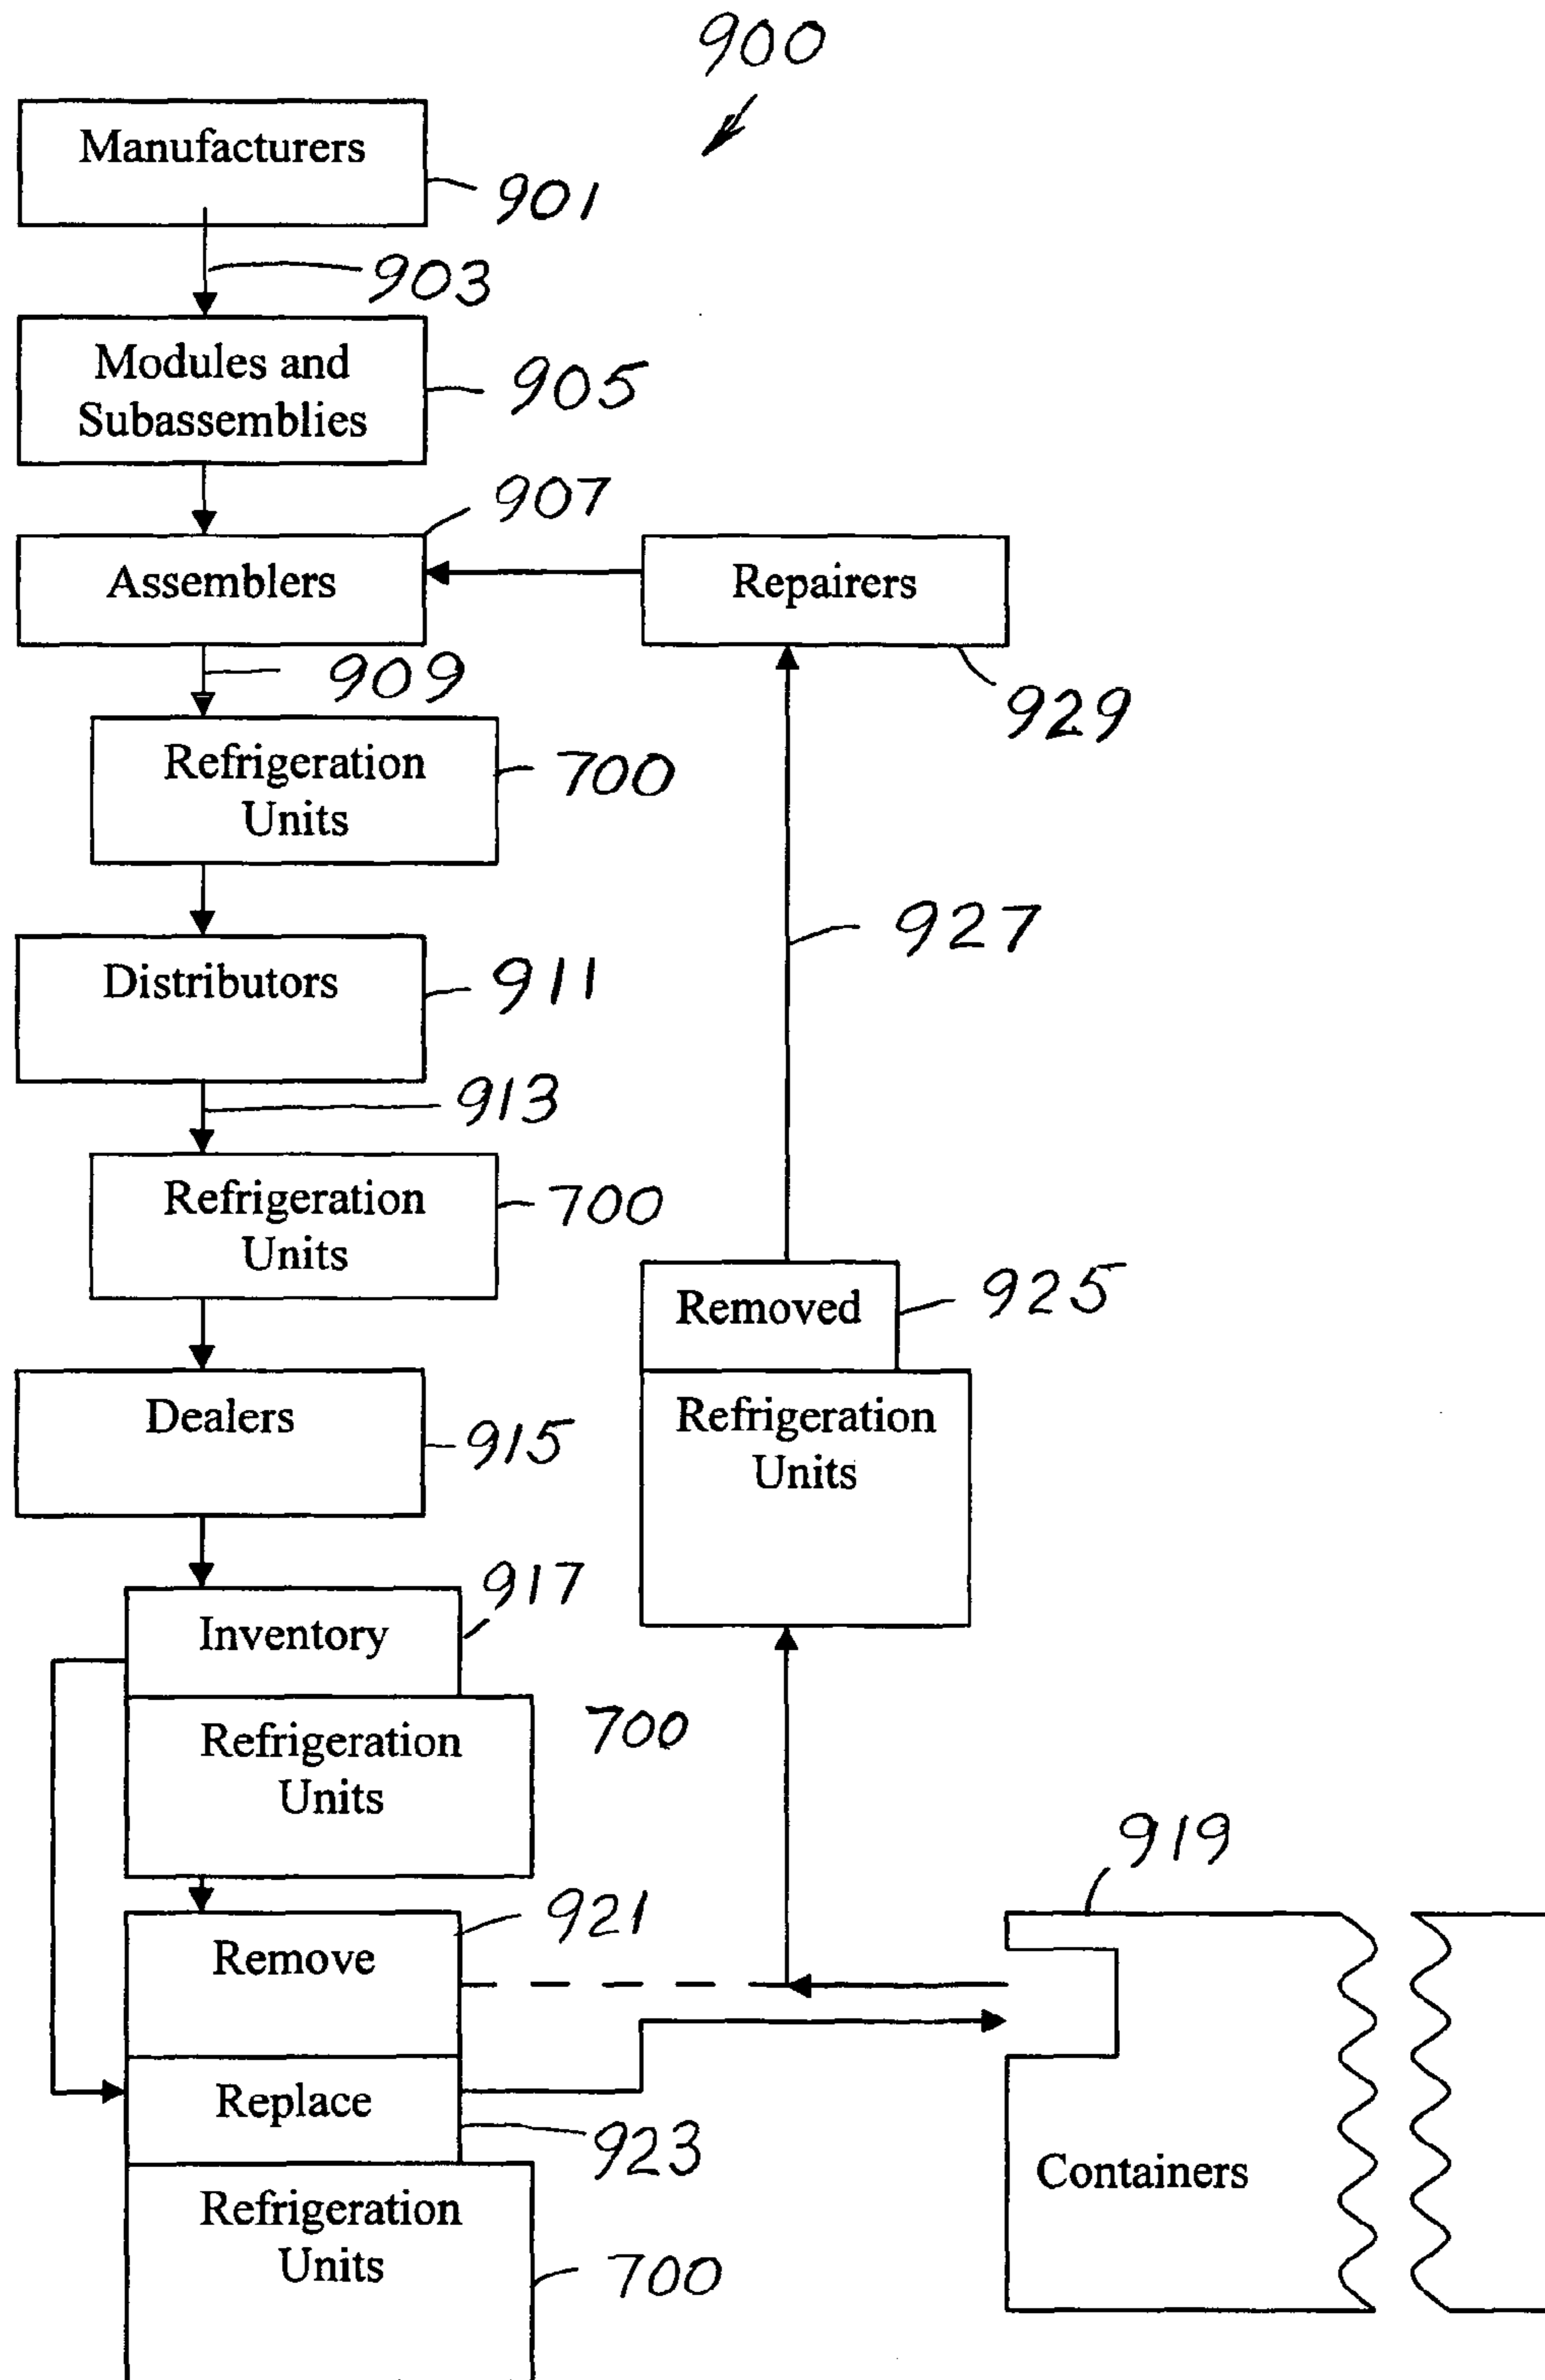 900
Manufacturers
901
903
Modules and
Subassemblies
905
907
Assemblers
Repairers
909
929
Refrigeration
Units
700
927
Distributors
911
913
Refrigeration
Units
700
Removed
925
Dealers
915
Refrigeration
Units
917
Inventory
Refrigeration
Units
700
919
921
Remove
Replace
923
Containers
Refrigeration
Units
700